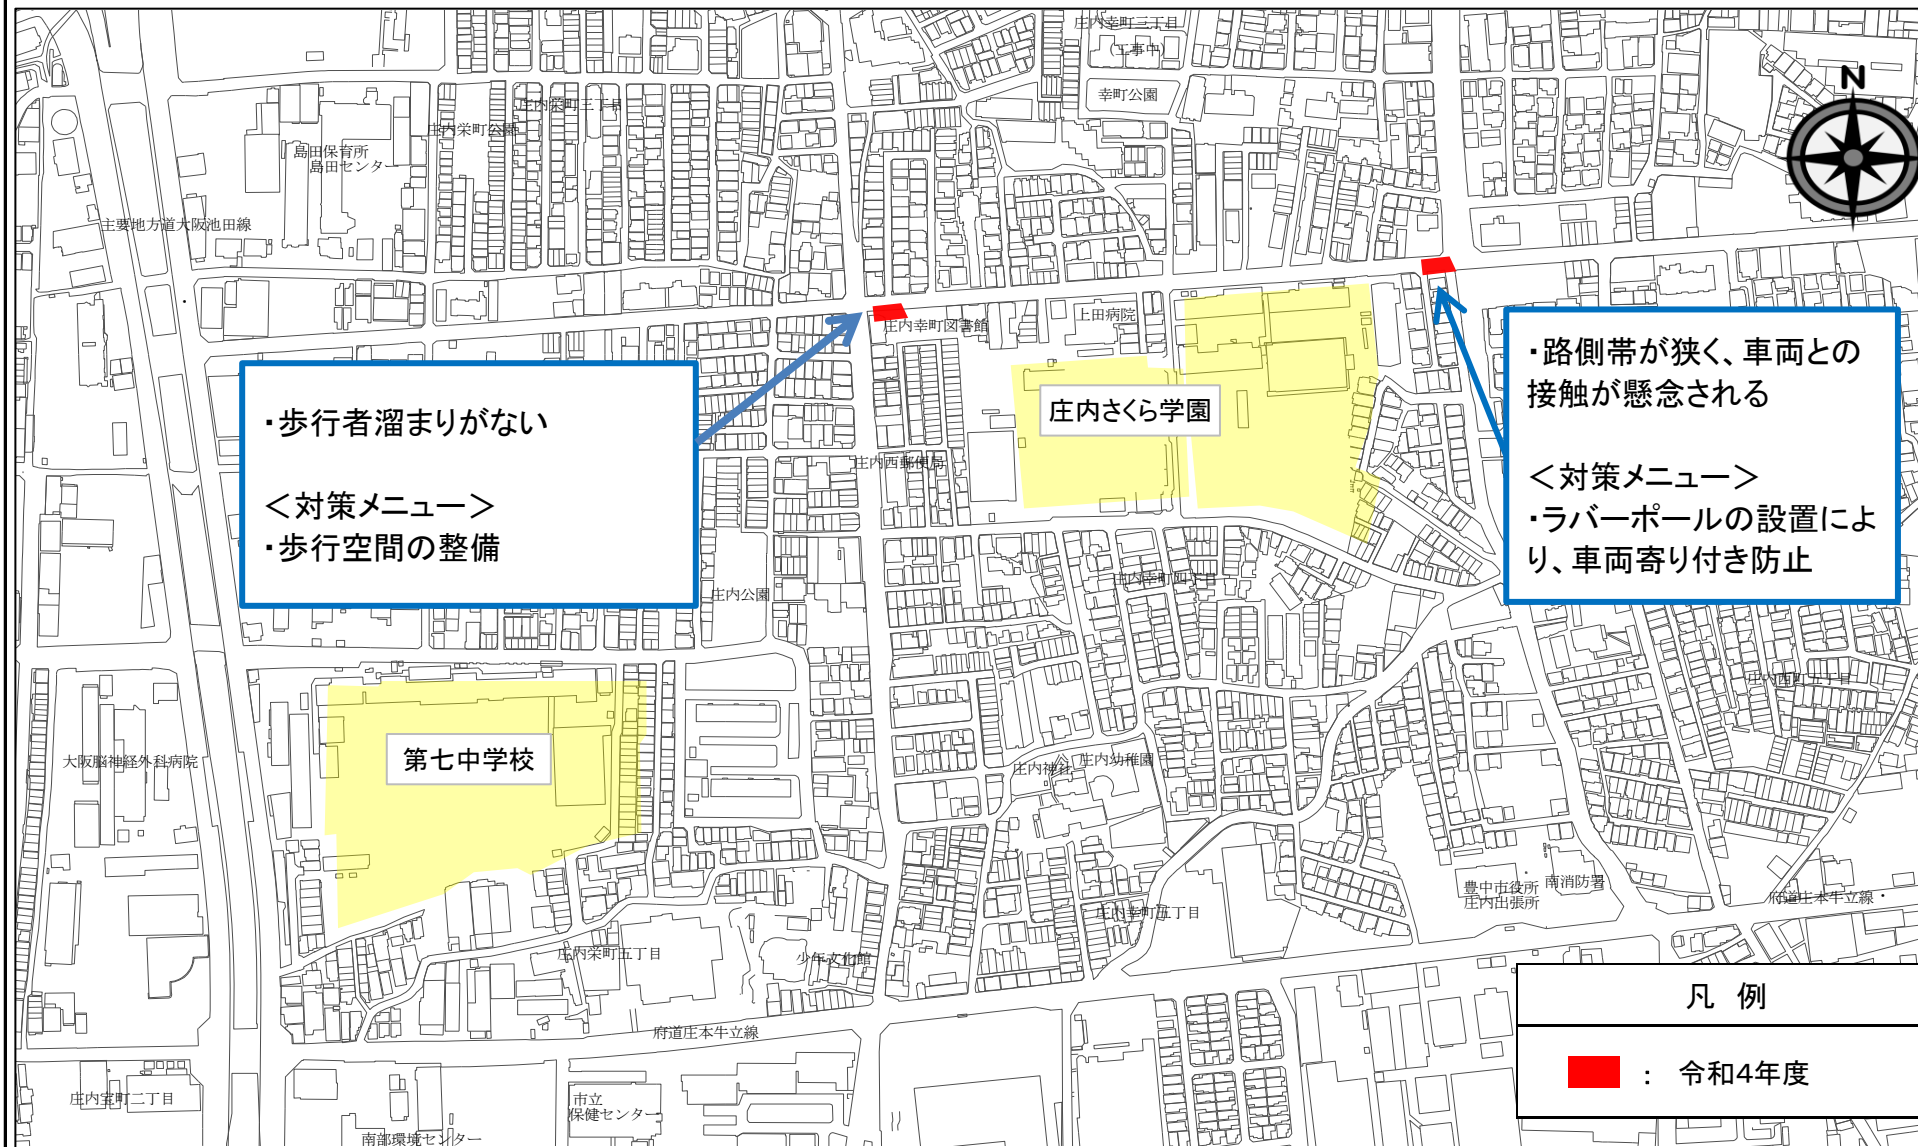 庄内幸町三丁目
(工事中)
N
幸町公園
庄内栄町三丁目
庄内栄町公園
島田保育所
島田センター
主要地方道大阪池田線
庄内幸町図書館
上田病院
・路側帯が狭く、車両との
接触が懸念される
<対策メニュー>
・ラバーポールの設置によ
り、車両寄り付き防止
・歩行者溜まりがない
<対策メニュー>
・歩行空間の整備
庄内さくら学園
庄内西郵便局
庄内幸町四丁目
庄内公園
庄内西町五丁目
第七中学校
大阪脳神経外科病院
庄内神社
庄内幼稚園
豊中市役所
庄内出張所
南消防署
府道庄本牛立線
庄内幸町五丁目
庄内栄町五丁目
少年文化館
凡 例
: 令和4年度
府道庄本牛立線
庄内宝町二丁目
市立
保健センター
南部環境センター